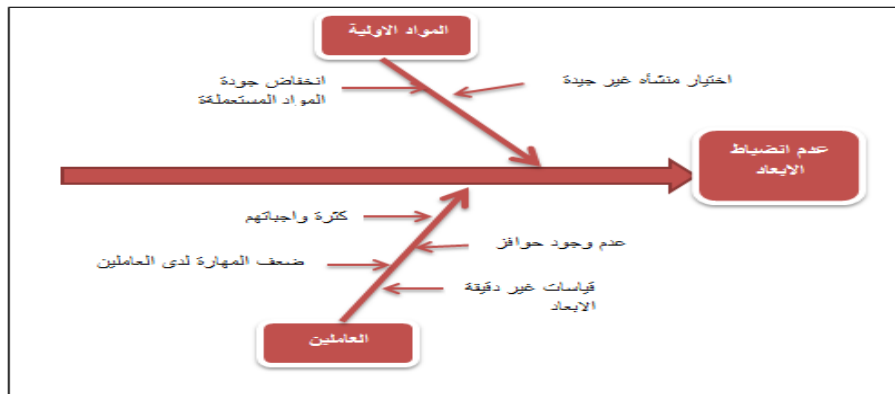 المواد الاولية
اختيار منشأه غير جيدة
انخفاض جودة
المواد المستعملة
عدم انضباط
الابعاد
كثرة واجباتهم
عدم وجود حوافز
ضعف المهارة لدى العاملين
قياسات غير دقيقة
الابعاد
العاملين